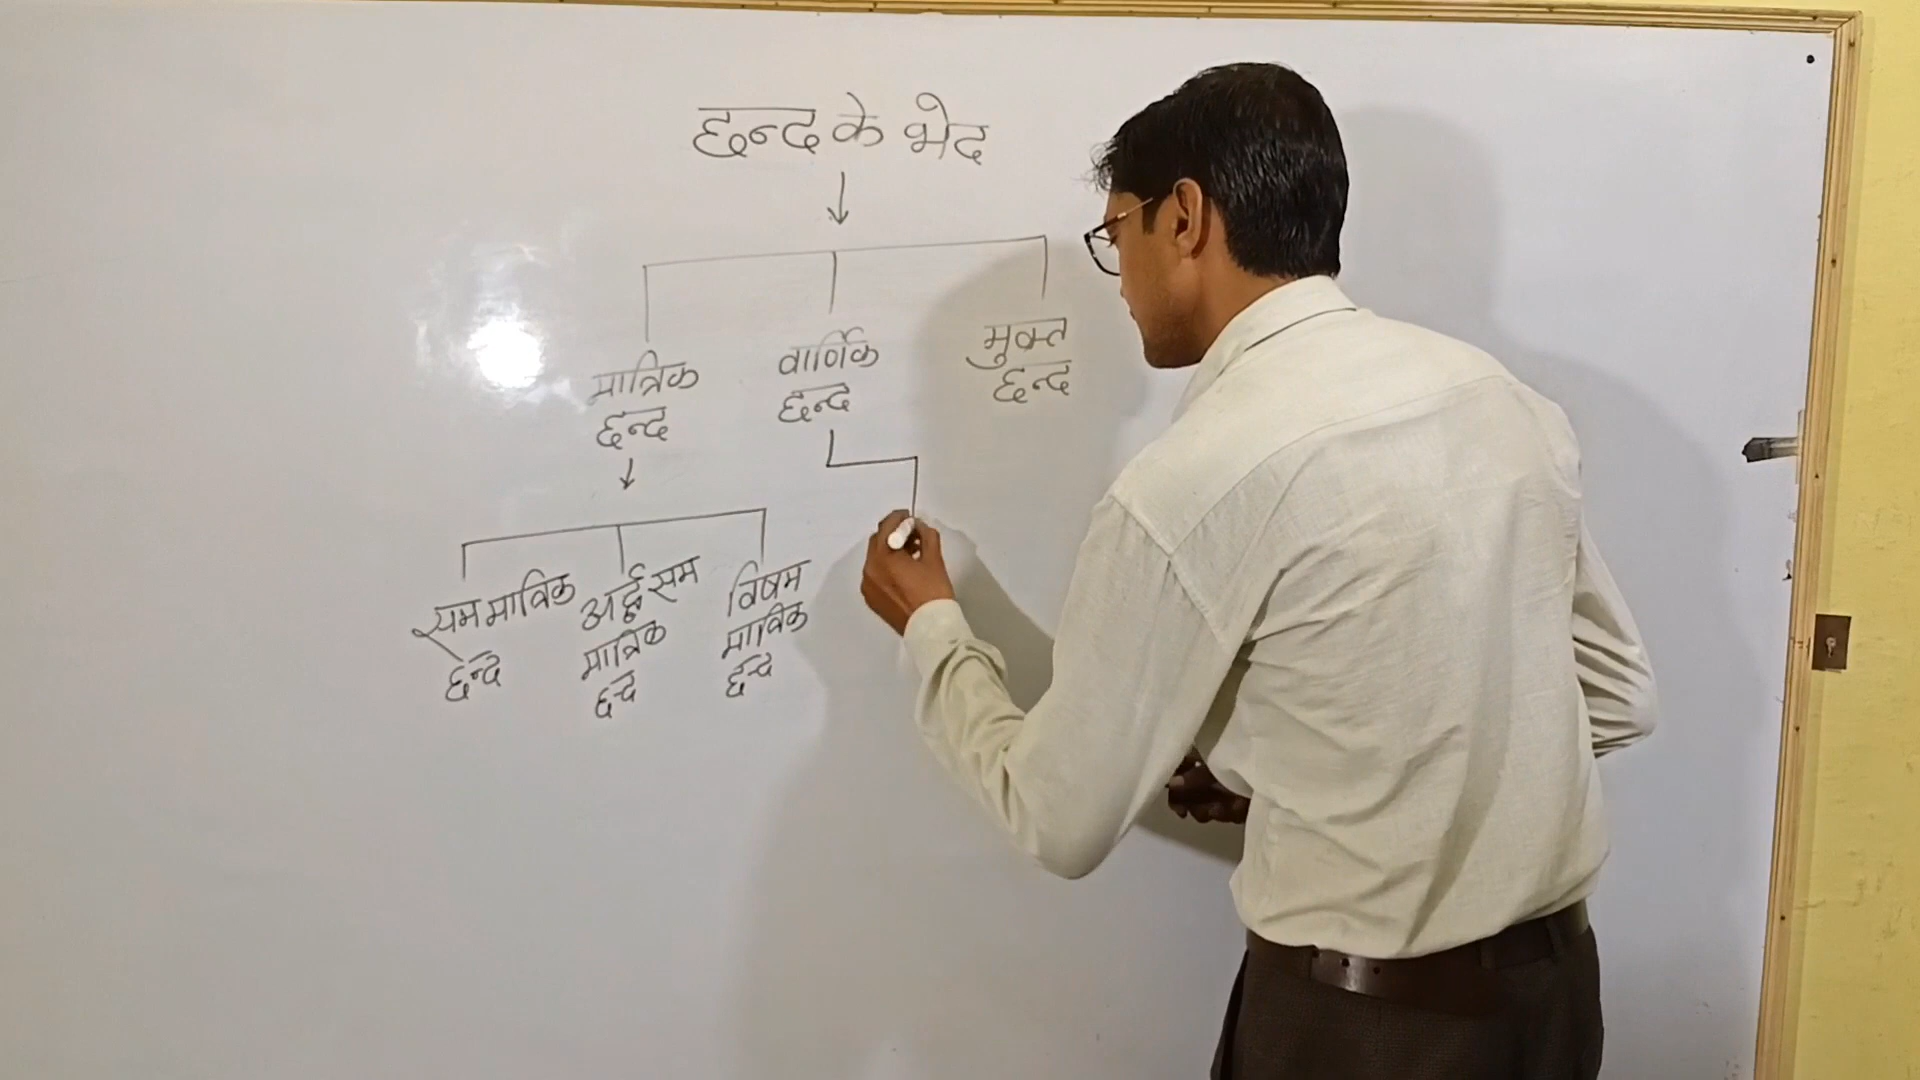 छन्द के भेद
मात्रिक
छन्द
वार्णिक
छन्द
मुक्त
छन्द
सम मात्रिक
छन्द
अर्द्धसम
मात्रिक
छन्द
विषम
मात्रिक
छन्द